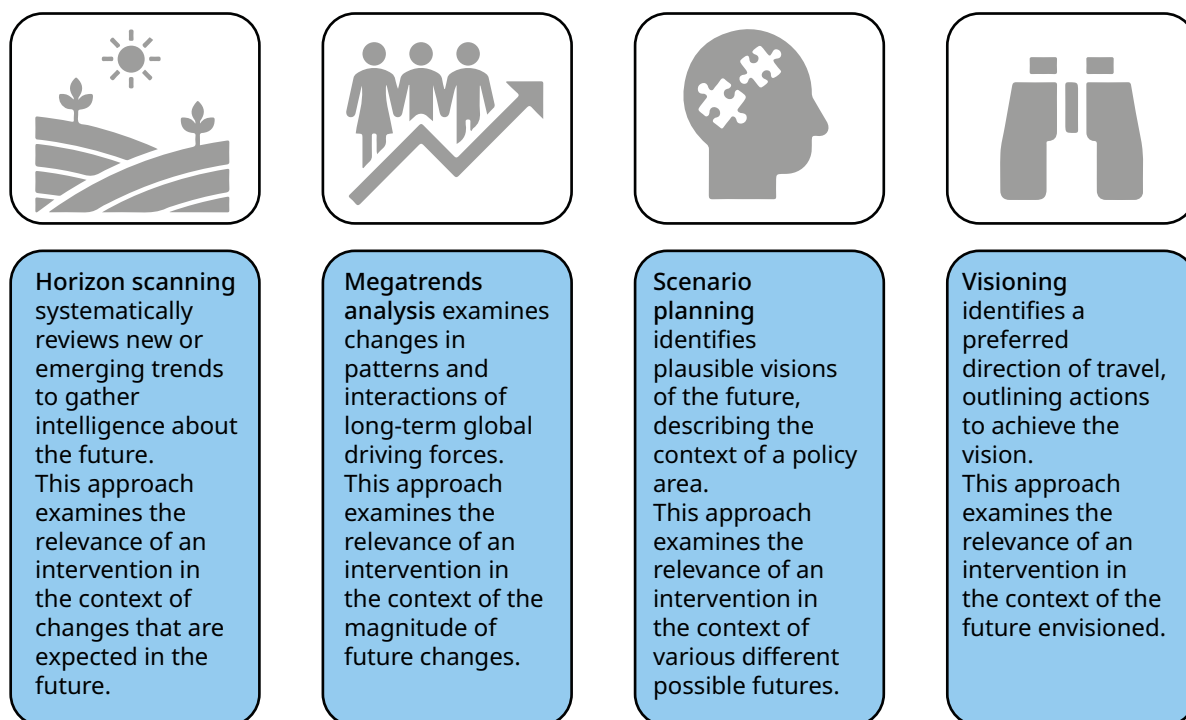 Horizon scanning
systematically
reviews new or
emerging trends
to gather
intelligence about
the future.
This approach
examines the
relevance of an
intervention in
the context of
changes that are
expected in the
future.
Megatrends
analysis examines
changes in
patterns and
interactions of
long-term global
driving forces.
This approach
examines the
relevance of an
intervention in
the context of the
magnitude of
future changes.
Scenario
planning
identifies
plausible visions
of the future,
describing the
context of a policy
area.
This approach
examines the
relevance of an
intervention in
the context of
various different
possible futures.
Visioning
identifies a
preferred
direction of travel,
outlining actions
to achieve the
vision.
This approach
examines the
relevance of an
intervention in
the context of the
future envisioned.